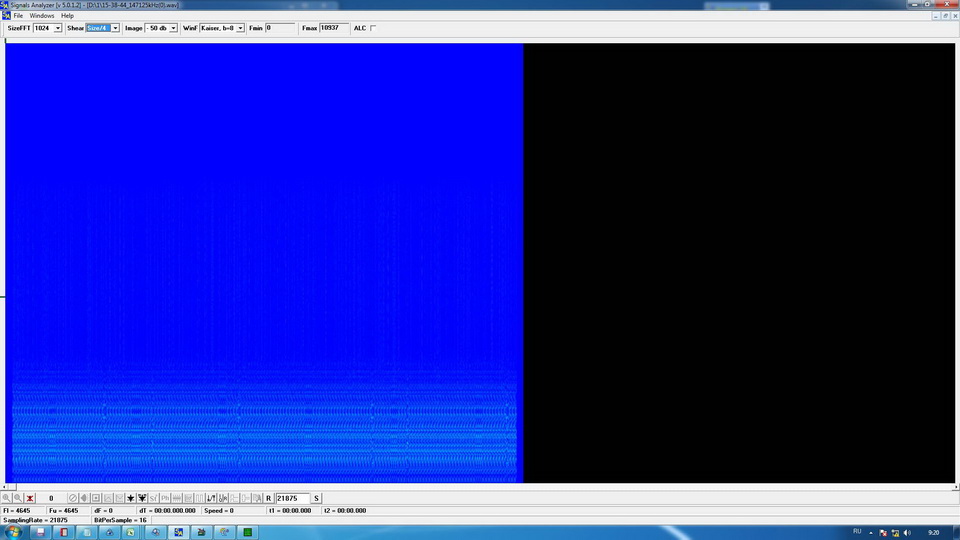 Signals Analyzer [v 5.0.1.2] - [D:\1\15-38-44_147125kHz(0).wav]
File Windows Help
SizeFFT 1024 Shear Size/4 Image - 50 db WinF Kaiser, b=8 Fmin 0 Fmax 10937 ALC
0 R 21875 S
Fl = 4645 Fu = 4645 dF = 0 dT = 00:00.000.000 Speed = 0 t1 = 00:00.000 t2 = 00:00.000
SamplingRate = 21875 BitPerSample = 16
RU 9:20